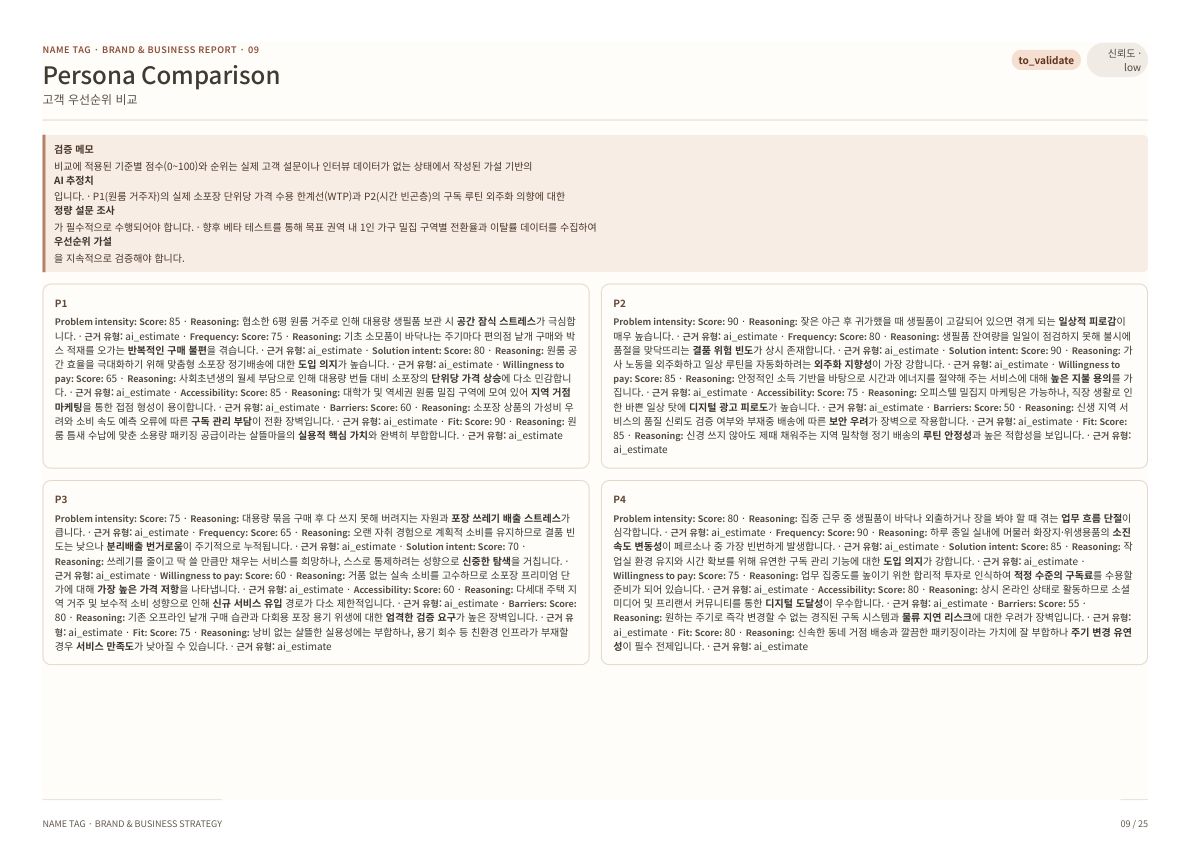 NAME TAG · BRAND & BUSINESS REPORT · 09
Persona Comparison
고객 우선순위 비교
to_validate
신뢰도 ·
low
검증 메모
비교에 적용된 기준별 점수(0~100)와 순위는 실제 고객 설문이나 인터뷰 데이터가 없는 상태에서 작성된 가설 기반의
AI 추정치
입니다. · P1(원룸 거주자)의 실제 소포장 단위당 가격 수용 한계선(WTP)과 P2(시간 빈곤층)의 구독 루틴 외주화 의향에 대한
정량 설문 조사
가 필수적으로 수행되어야 합니다. · 향후 베타 테스트를 통해 목표 권역 내 1인 가구 밀집 구역별 전환율과 이탈률 데이터를 수집하여
우선순위 가설
을 지속적으로 검증해야 합니다.
P1
Problem intensity: Score: 85 · Reasoning: 협소한 6평 원룸 거주로 인해 대용량 생필품 보관 시 공간 잠식 스트레스가 극심합
니다. · 근거 유형: ai_estimate · Frequency: Score: 75 · Reasoning: 기초 소모품이 바닥나는 주기마다 편의점 낱개 구매와 박
스 적재를 오가는 반복적인 구매 불편을 겪습니다. · 근거 유형: ai_estimate · Solution intent: Score: 80 · Reasoning: 원룸 공
간 효율을 극대화하기 위해 맞춤형 소포장 정기배송에 대한 도입 의지가 높습니다. · 근거 유형: ai_estimate · Willingness to
pay: Score: 65 · Reasoning: 사회초년생의 월세 부담으로 인해 대용량 번들 대비 소포장의 단위당 가격 상승에 다소 민감합니
다. · 근거 유형: ai_estimate · Accessibility: Score: 85 · Reasoning: 대학가 및 역세권 원룸 밀집 구역에 모여 있어 지역 거점
마케팅을 통한 접점 형성이 용이합니다. · 근거 유형: ai_estimate · Barriers: Score: 60 · Reasoning: 소포장 상품의 가성비 우
려와 소비 속도 예측 오류에 따른 구독 관리 부담이 전환 장벽입니다. · 근거 유형: ai_estimate · Fit: Score: 90 · Reasoning: 원
룸 틈새 수납에 맞춘 소용량 패키징 공급이라는 살뜰마을의 실용적 핵심 가치와 완벽히 부합합니다. · 근거 유형: ai_estimate
P2
Problem intensity: Score: 90 · Reasoning: 잦은 야근 후 귀가했을 때 생필품이 고갈되어 있으면 겪게 되는 일상적 피로감이
매우 높습니다. · 근거 유형: ai_estimate · Frequency: Score: 80 · Reasoning: 생필품 잔여량을 일일이 점검하지 못해 불시에
품절을 맞닥뜨리는 결품 위험 빈도가 상시 존재합니다. · 근거 유형: ai_estimate · Solution intent: Score: 90 · Reasoning: 가
사 노동을 외주화하고 일상 루틴을 자동화하려는 외주화 지향성이 가장 강합니다. · 근거 유형: ai_estimate · Willingness to
pay: Score: 85 · Reasoning: 안정적인 소득 기반을 바탕으로 시간과 에너지를 절약해 주는 서비스에 대해 높은 지불 용의를 가
집니다. · 근거 유형: ai_estimate · Accessibility: Score: 75 · Reasoning: 오피스텔 밀집지 마케팅은 가능하나, 직장 생활로 인
한 바쁜 일상 탓에 디지털 광고 피로도가 높습니다. · 근거 유형: ai_estimate · Barriers: Score: 50 · Reasoning: 신생 지역 서
비스의 품질 신뢰도 검증 여부와 부재중 배송에 따른 보안 우려가 장벽으로 작용합니다. · 근거 유형: ai_estimate · Fit: Score:
85 · Reasoning: 신경 쓰지 않아도 제때 채워주는 지역 밀착형 정기 배송의 루틴 안정성과 높은 적합성을 보입니다. · 근거 유형:
ai_estimate
P3
Problem intensity: Score: 75 · Reasoning: 대용량 묶음 구매 후 다 쓰지 못해 버려지는 자원과 포장 쓰레기 배출 스트레스가
큽니다. · 근거 유형: ai_estimate · Frequency: Score: 65 · Reasoning: 오랜 자취 경험으로 계획적 소비를 유지하므로 결품 빈
도는 낮으나 분리배출 번거로움이 주기적으로 누적됩니다. · 근거 유형: ai_estimate · Solution intent: Score: 70 ·
Reasoning: 쓰레기를 줄이고 딱 쓸 만큼만 채우는 서비스를 희망하나, 스스로 통제하려는 성향으로 신중한 탐색을 거칩니다. ·
근거 유형: ai_estimate · Willingness to pay: Score: 60 · Reasoning: 거품 없는 실속 소비를 고수하므로 소포장 프리미엄 단
가에 대해 가장 높은 가격 저항을 나타냅니다. · 근거 유형: ai_estimate · Accessibility: Score: 60 · Reasoning: 다세대 주택 지
역 거주 및 보수적 소비 성향으로 인해 신규 서비스 유입 경로가 다소 제한적입니다. · 근거 유형: ai_estimate · Barriers: Score:
80 · Reasoning: 기존 오프라인 낱개 구매 습관과 다회용 포장 용기 위생에 대한 엄격한 검증 요구가 높은 장벽입니다. · 근거 유
형: ai_estimate · Fit: Score: 75 · Reasoning: 낭비 없는 살뜰한 실용성에는 부합하나, 용기 회수 등 친환경 인프라가 부재할
경우 서비스 만족도가 낮아질 수 있습니다. · 근거 유형: ai_estimate
P4
Problem intensity: Score: 80 · Reasoning: 집중 근무 중 생필품이 바닥나 외출하거나 장을 봐야 할 때 겪는 업무 흐름 단절이
심각합니다. · 근거 유형: ai_estimate · Frequency: Score: 90 · Reasoning: 하루 종일 실내에 머물러 화장지·위생용품의 소진
속도 변동성이 페르소나 중 가장 빈번하게 발생합니다. · 근거 유형: ai_estimate · Solution intent: Score: 85 · Reasoning: 작
업실 환경 유지와 시간 확보를 위해 유연한 구독 관리 기능에 대한 도입 의지가 강합니다. · 근거 유형: ai_estimate ·
Willingness to pay: Score: 75 · Reasoning: 업무 집중도를 높이기 위한 합리적 투자로 인식하여 적정 수준의 구독료를 수용할
준비가 되어 있습니다. · 근거 유형: ai_estimate · Accessibility: Score: 80 · Reasoning: 상시 온라인 상태로 활동하므로 소셜
미디어 및 프리랜서 커뮤니티를 통한 디지털 도달성이 우수합니다. · 근거 유형: ai_estimate · Barriers: Score: 55 ·
Reasoning: 원하는 주기로 즉각 변경할 수 없는 경직된 구독 시스템과 물류 지연 리스크에 대한 우려가 장벽입니다. · 근거 유형:
ai_estimate · Fit: Score: 80 · Reasoning: 신속한 동네 거점 배송과 깔끔한 패키징이라는 가치에 잘 부합하나 주기 변경 유연
성이 필수 전제입니다. · 근거 유형: ai_estimate
NAME TAG · BRAND & BUSINESS STRATEGY
09 / 25